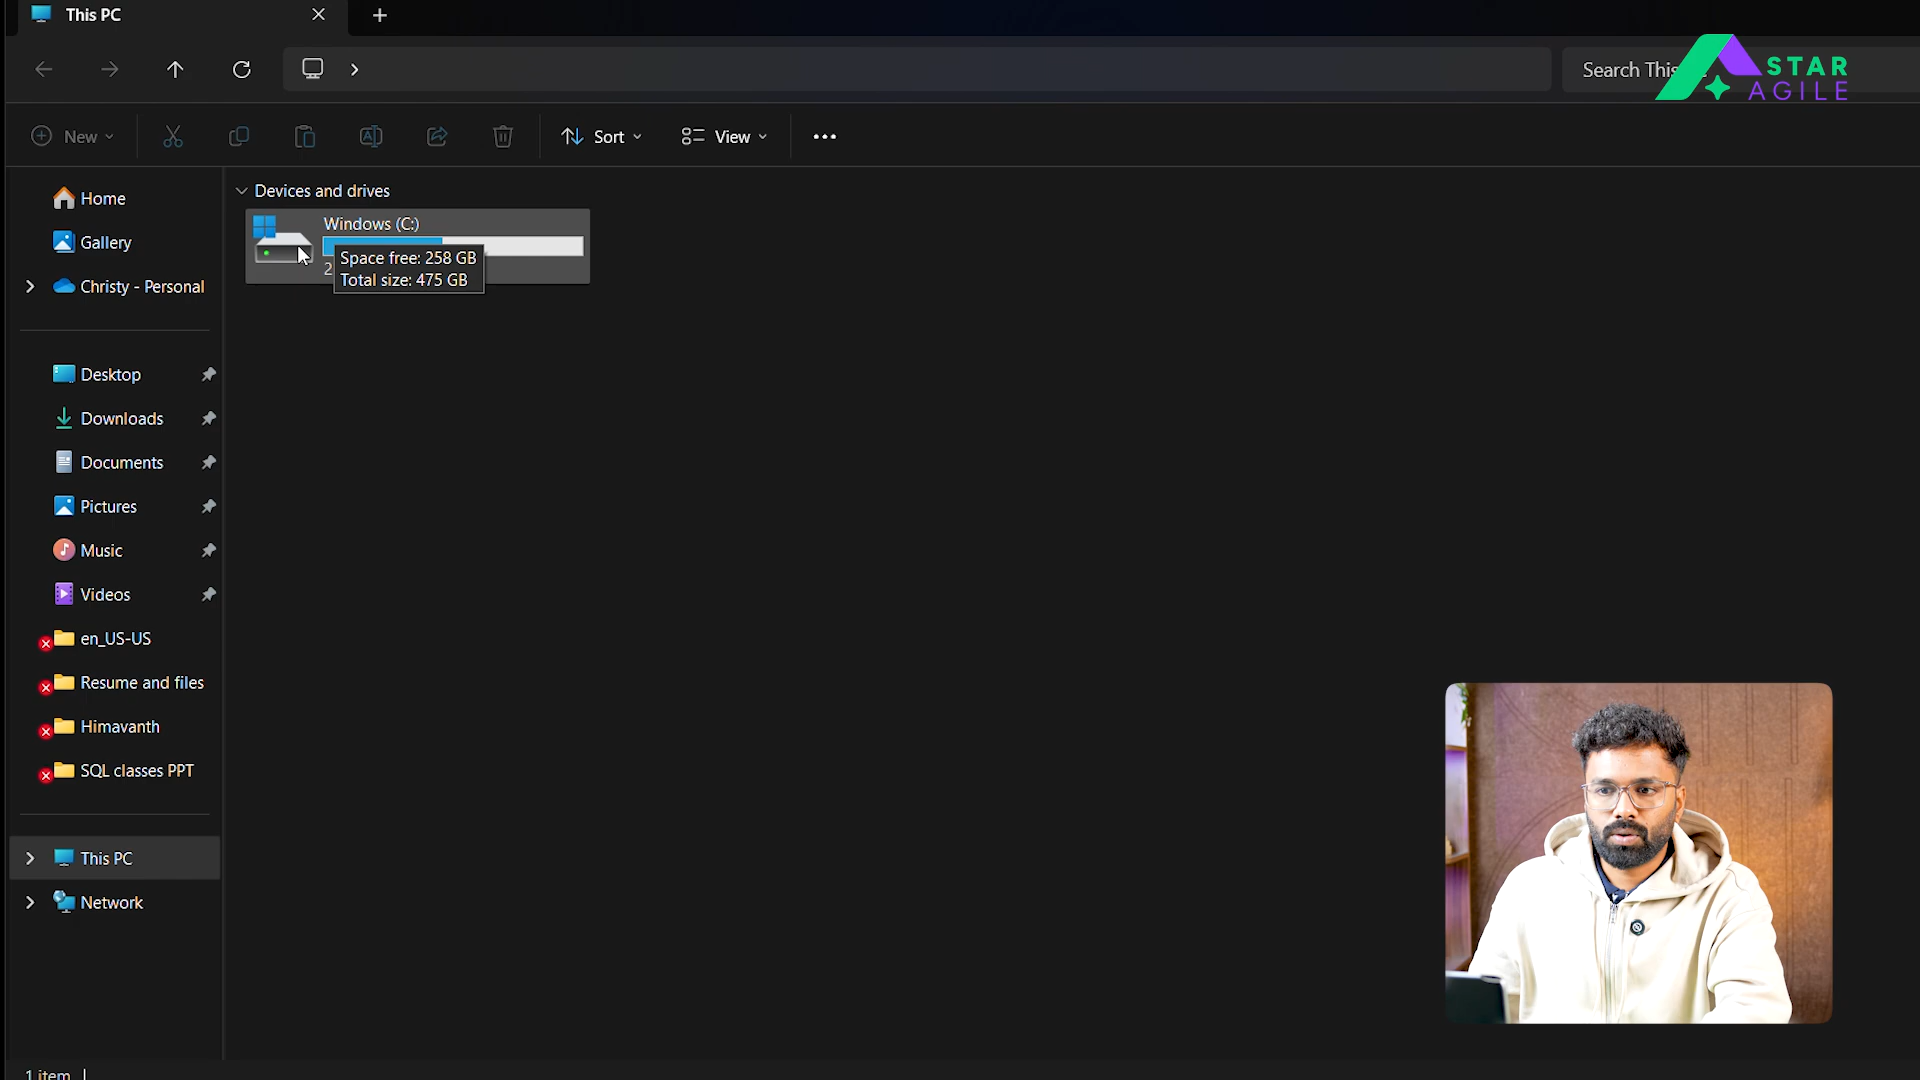 This PC
Search This
STAR
AGILE
New
Sort
View
Home
Gallery
Christy - Personal
Desktop
Downloads
Documents
Pictures
Music
Videos
en_US-US
Resume and files
Himavanth
SQL classes PPT
This PC
Network
Devices and drives
Windows (C:)
2
Space free: 258 GB
Total size: 475 GB
1 item